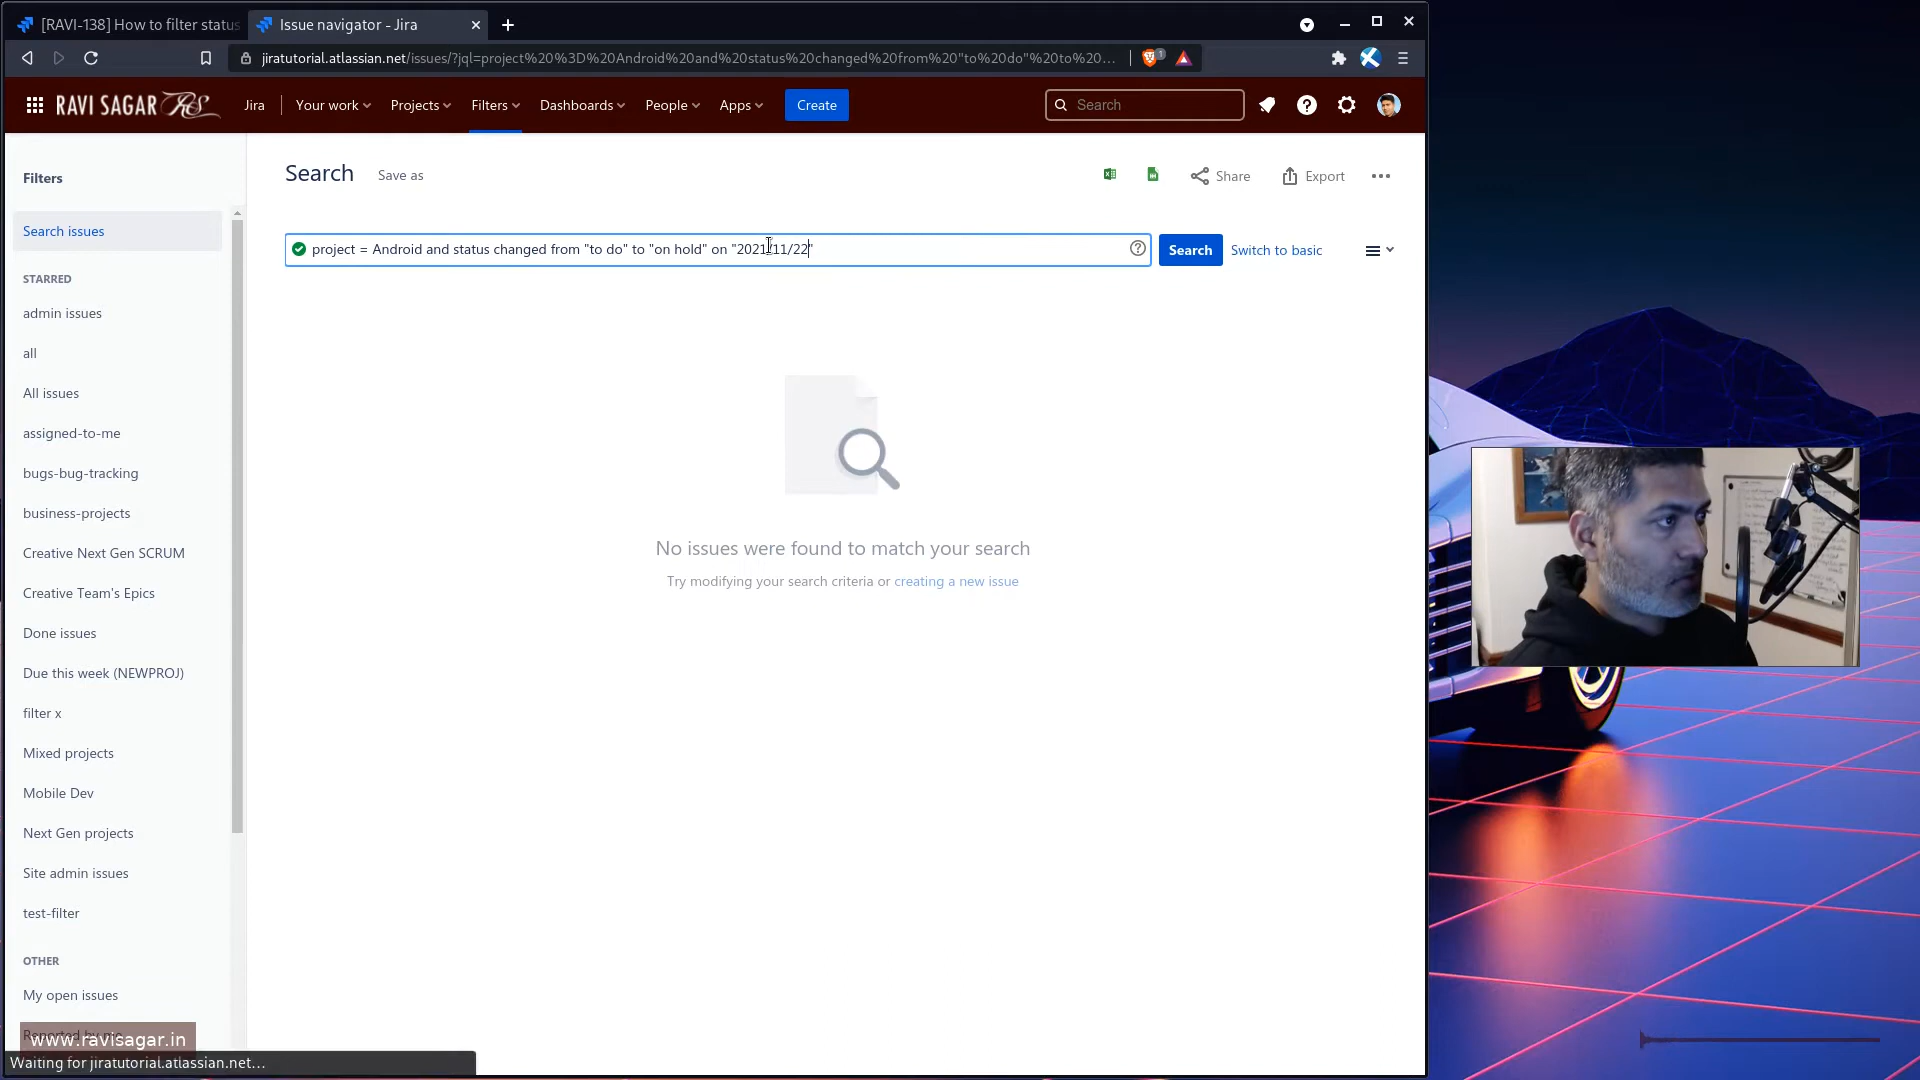 [RAVI-138] How to filter status
Issue navigator - Jira
jiratutorial.atlassian.net/issues/?jql=project%20%3D%20Android%20and%20status%20changed%20from%20"to%20do"%20to%20...
1
RAVI SAGAR RS
Jira
Your work
Projects
Filters
Dashboards
People
Apps
Create
Search
Filters
Search issues
STARRED
admin issues
all
All issues
assigned-to-me
bugs-bug-tracking
business-projects
Creative Next Gen SCRUM
Creative Team's Epics
Done issues
Due this week (NEWPROJ)
filter x
Mixed projects
Mobile Dev
Next Gen projects
Site admin issues
test-filter
OTHER
My open issues
Reported by me
www.ravisagar.in
Waiting for jiratutorial.atlassian.net...
Search
Save as
Share
Export
project = Android and status changed from "to do" to "on hold" on "2021/11/22"
Search
Switch to basic
No issues were found to match your search
Try modifying your search criteria or creating a new issue